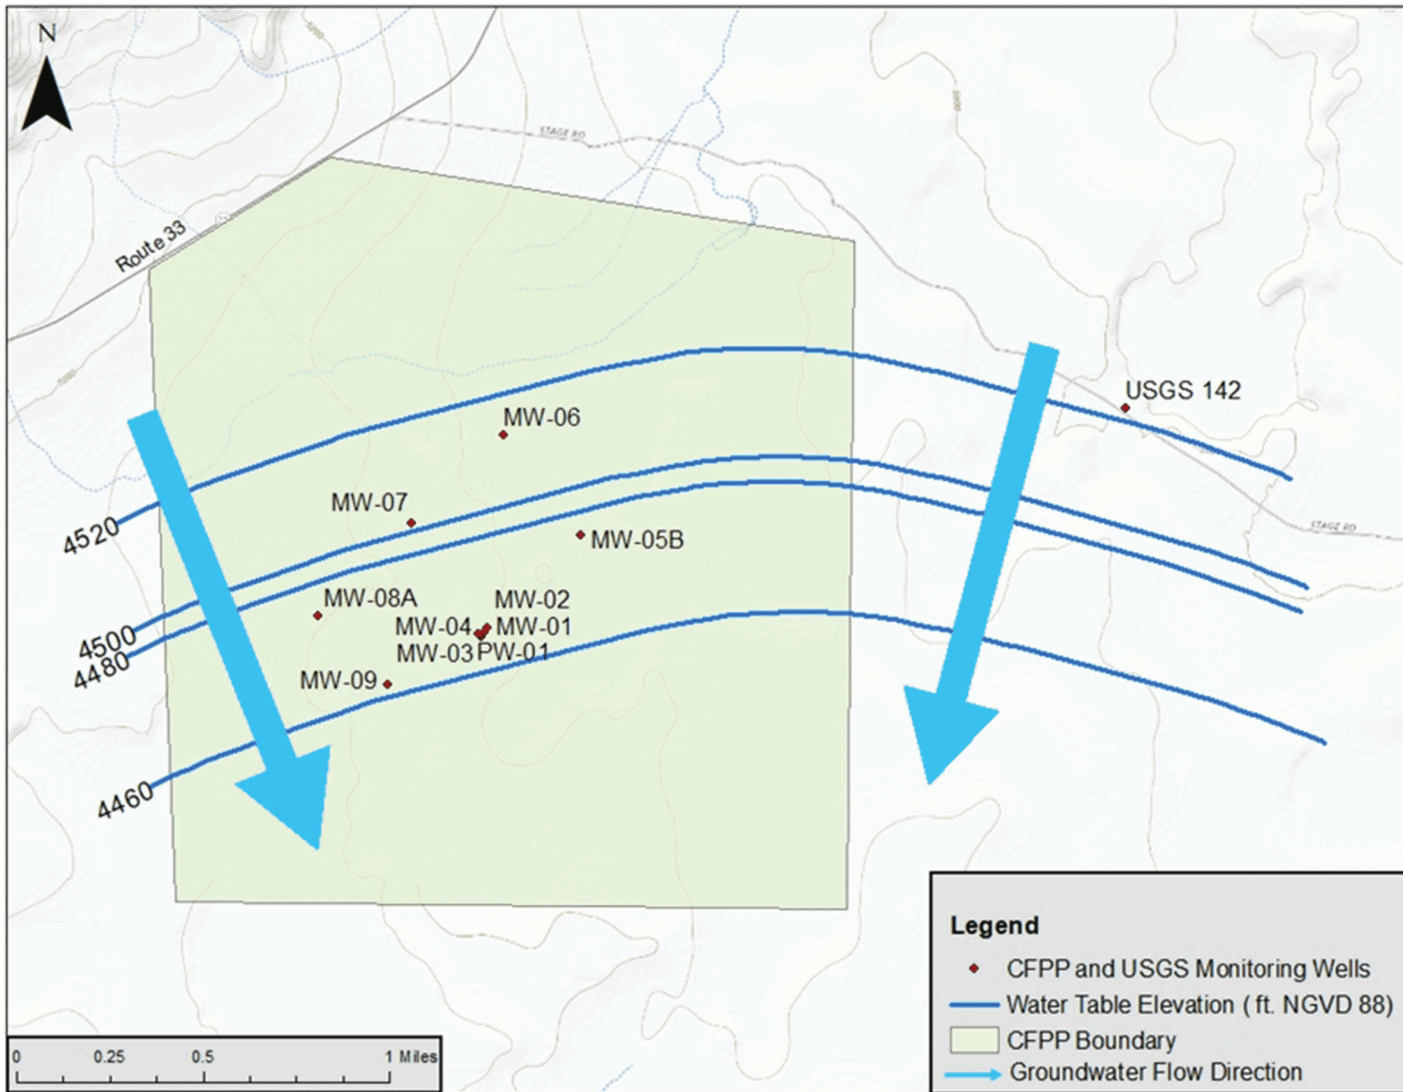 N
STAGE RD
Route 33
USGS 142
MW-06
MW-07
4520
MW-05B
STAGE RD
MW-08A
MW-02
MW-04
MW-01
4500
MW-03
PW-01
4480
MW-09
4460
Legend
CFPP and USGS Monitoring Wells
Water Table Elevation ( ft. NGVD 88)
CFPP Boundary
Groundwater Flow Direction
0 0.25 0.5 1 Miles